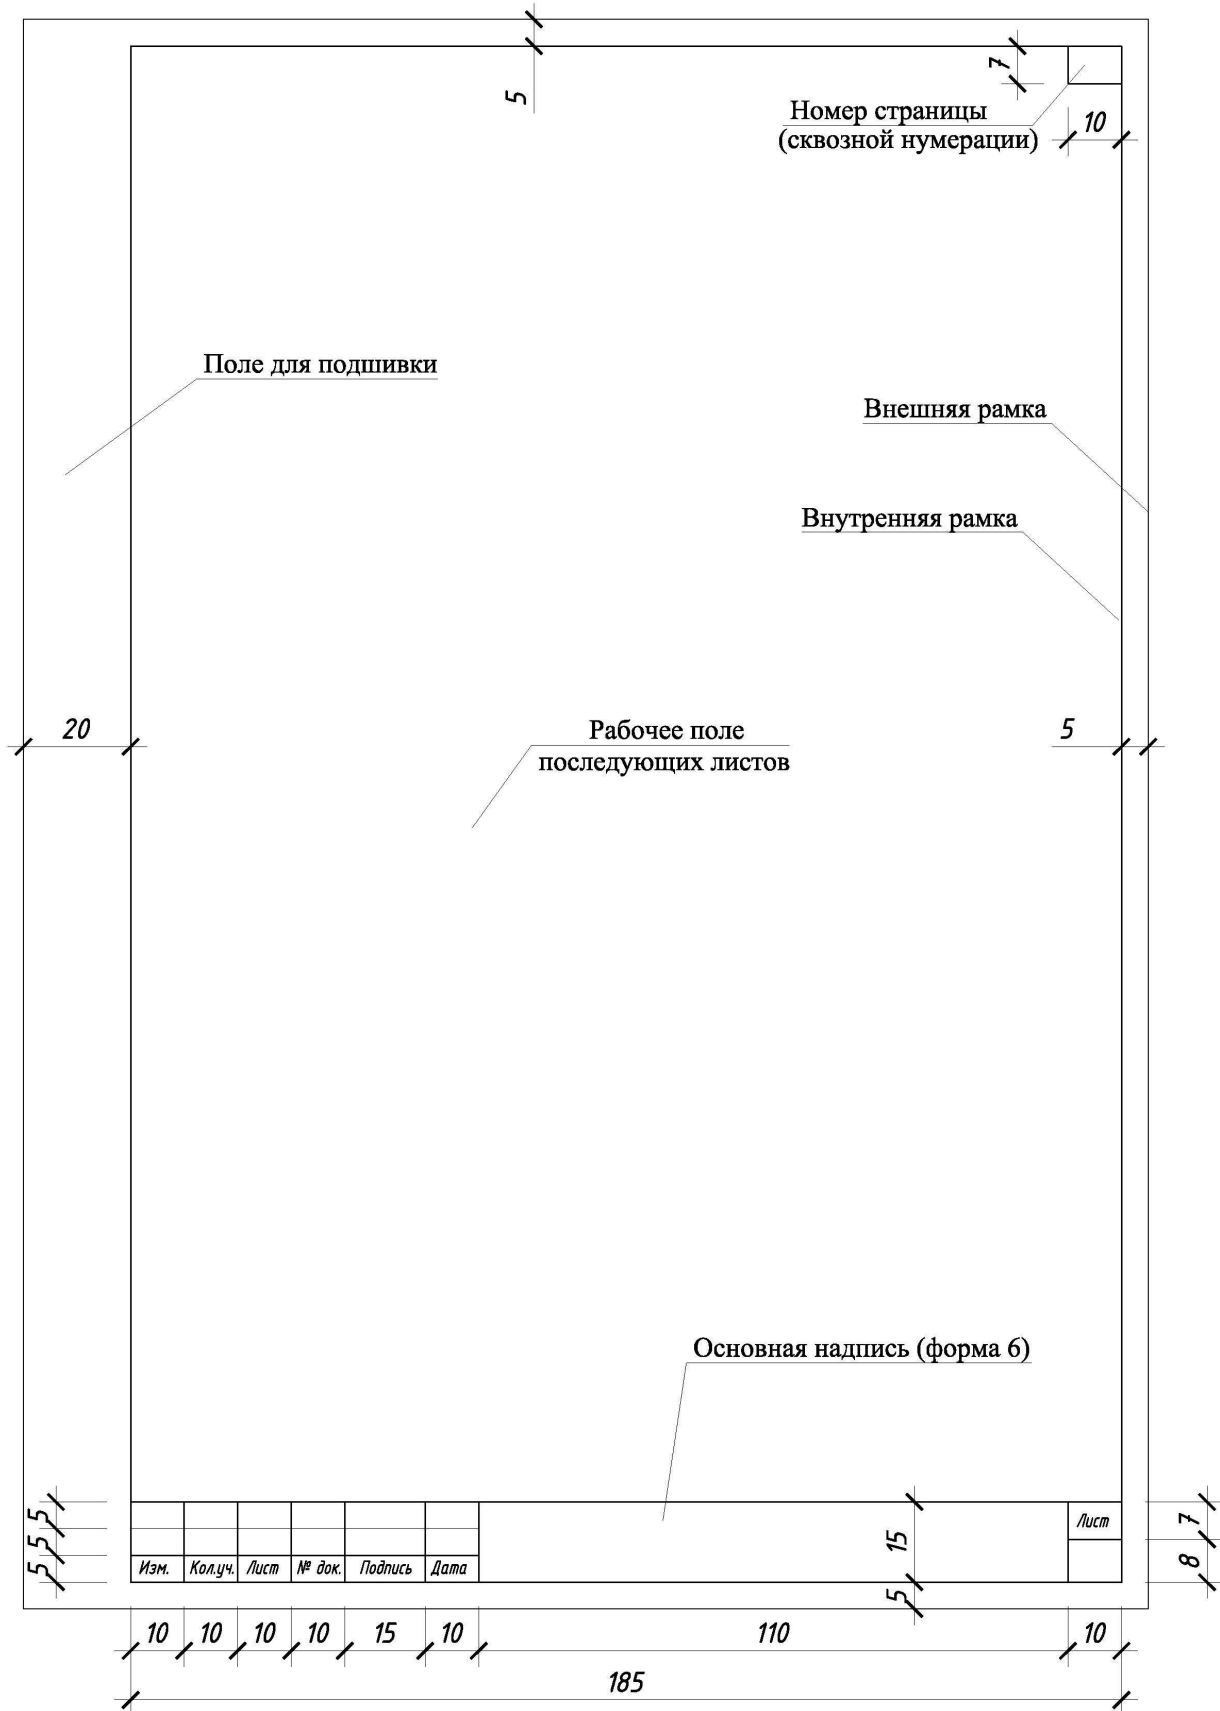 5
7
Номер страницы
(сквозной нумерации)
10
Поле для подшивки
Внешняя рамка
Внутренняя рамка
20
Рабочее поле
последующих листов
5
Основная надпись (форма 6)
5
5
5
Изм. Кол.уч. Лист № док. Подпись Дата
15
5
Лист
7
8
10 10 10 10 15 10 110 10
185